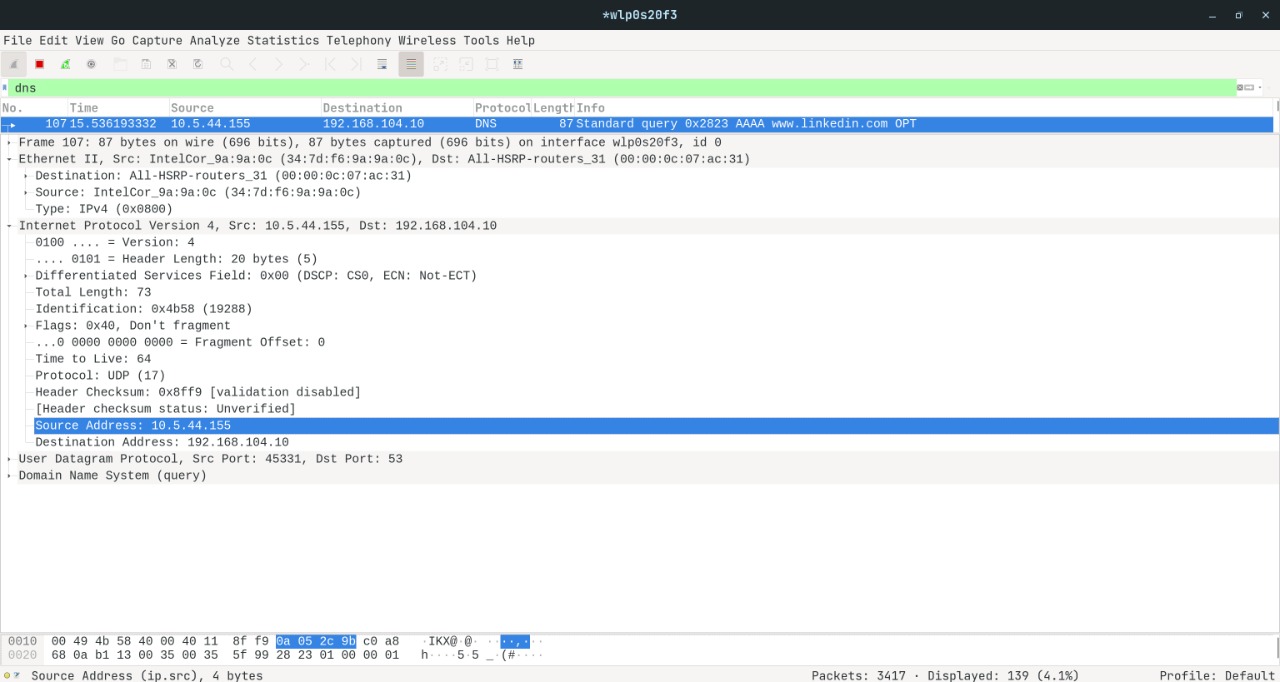 *wlp0s20f3
File Edit View Go Capture Analyze Statistics Telephony Wireless Tools Help
dns
No. Time Source Destination Protocol Length Info
107 15.536193332 10.5.44.155 192.168.104.10 DNS 87 Standard query 0x2823 AAAA www.linkedin.com OPT
Frame 107: 87 bytes on wire (696 bits), 87 bytes captured (696 bits) on interface wlp0s20f3, id 0
Ethernet II, Src: IntelCor_9a:9a:0c (34:7d:f6:9a:9a:0c), Dst: All-HSRP-routers_31 (00:00:0c:07:ac:31)
Destination: All-HSRP-routers_31 (00:00:0c:07:ac:31)
Source: IntelCor_9a:9a:0c (34:7d:f6:9a:9a:0c)
Type: IPv4 (0x0800)
Internet Protocol Version 4, Src: 10.5.44.155, Dst: 192.168.104.10
0100 .... = Version: 4
.... 0101 = Header Length: 20 bytes (5)
Differentiated Services Field: 0x00 (DSCP: CS0, ECN: Not-ECT)
Total Length: 73
Identification: 0x4b58 (19288)
Flags: 0x40, Don't fragment
...0 0000 0000 0000 = Fragment Offset: 0
Time to Live: 64
Protocol: UDP (17)
Header Checksum: 0x8ff9 [validation disabled]
[Header checksum status: Unverified]
Source Address: 10.5.44.155
Destination Address: 192.168.104.10
User Datagram Protocol, Src Port: 45331, Dst Port: 53
Domain Name System (query)
0010 00 49 4b 58 40 00 40 11 8f f9 0a 05 2c 9b c0 a8 ·IKX@·@· ····,···
0020 68 0a b1 13 00 35 00 35 5f 99 28 23 01 00 00 01 h····5·5 _·(#····
Source Address (ip.src), 4 bytes Packets: 3417 · Displayed: 139 (4.1%) Profile: Default